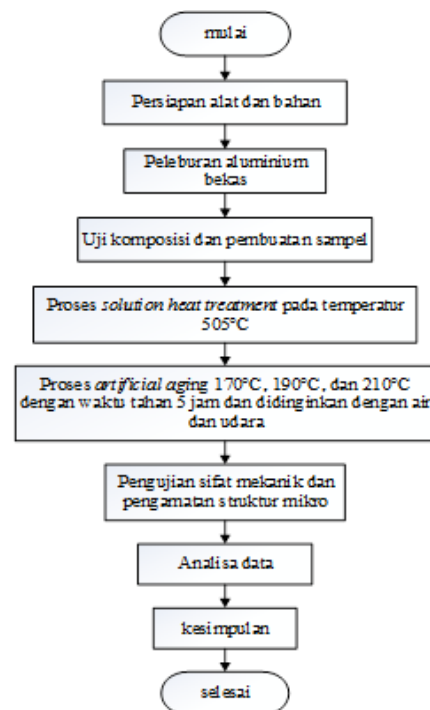 mulai
Persiapan alat dan bahan
Peleburan aluminium
bekas
Uji komposisi dan pembuatan sampel
Proses solution heat treatment pada temperatur
505°C
Proses artificial aging 170°C, 190°C, dan 210°C
dengan waktu tahan 5 jam dan didinginkan dengan air
dan udara
Pengujian sifat mekanik dan
pengamatan struktur mikro
Analisa data
kesimpulan
selesai